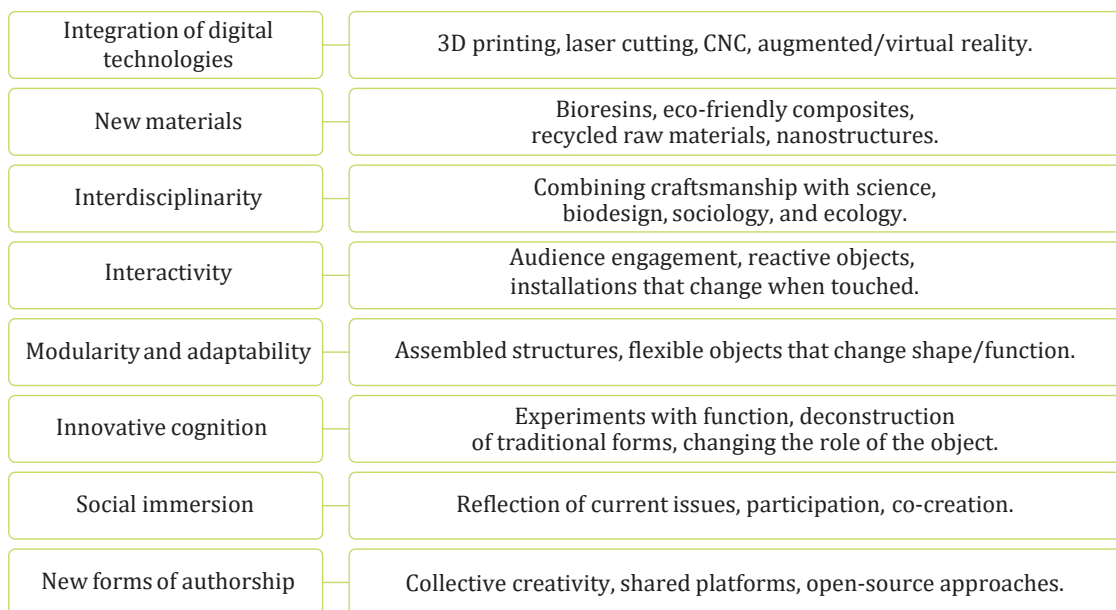 Integration of digital
technologies
3D printing, laser cutting, CNC, augmented/virtual reality.
New materials
Bioresins, eco-friendly composites,
recycled raw materials, nanostructures.
Interdisciplinarity
Combining craftsmanship with science,
biodesign, sociology, and ecology.
Interactivity
Audience engagement, reactive objects,
installations that change when touched.
Modularity and adaptability
Assembled structures, flexible objects that change shape/function.
Innovative cognition
Experiments with function, deconstruction
of traditional forms, changing the role of the object.
Social immersion
Reflection of current issues, participation, co-creation.
New forms of authorship
Collective creativity, shared platforms, open-source approaches.